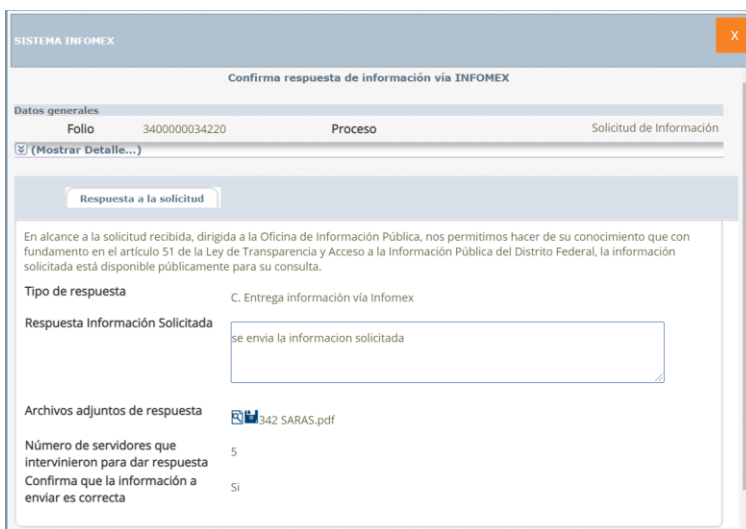 SISTEMA INFOMEX
X
Confirma respuesta de información vía INFOMEX
Datos generales
Folio 3400000034220 Proceso Solicitud de Información
(Mostrar Detalle...)
Respuesta a la solicitud
En alcance a la solicitud recibida, dirigida a la Oficina de Información Pública, nos permitimos hacer de su conocimiento que con
fundamento en el artículo 51 de la Ley de Transparencia y Acceso a la Información Pública del Distrito Federal, la información
solicitada está disponible públicamente para su consulta.
Tipo de respuesta C. Entrega información vía Infomex
Respuesta Información Solicitada se envia la informacion solicitada
Archivos adjuntos de respuesta 342 SARAS.pdf
Número de servidores que
intervinieron para dar respuesta 5
Confirma que la información a
enviar es correcta Si